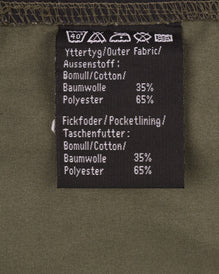 40°
Yttertyg/Outer Fabric/
Aussenstoff:
Bomull/Cotton/
Baumwolle 35%
Polyester 65%
Fickfoder/Pocketlining/
Taschenfutter:
Bomull/Cotton/
Baumwolle 35%
Polyester 65%